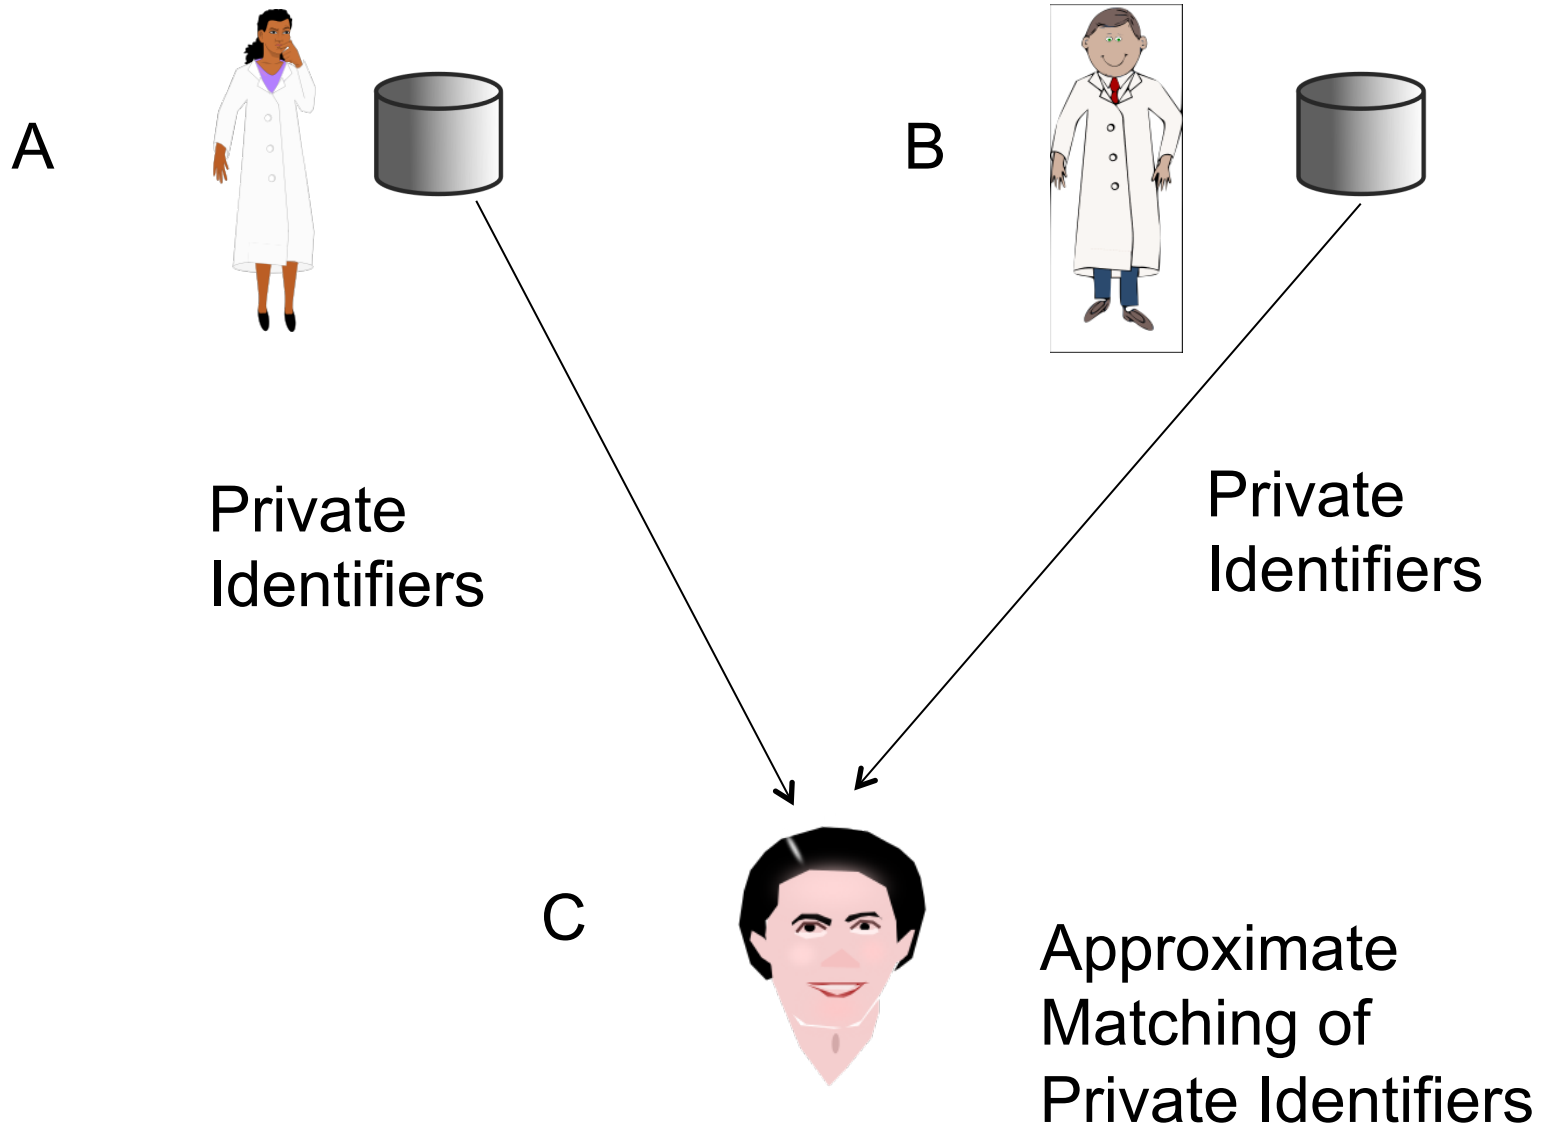 A
B
Private
Identifiers
Private
Identifiers
C
Approximate
Matching of
Private Identifiers